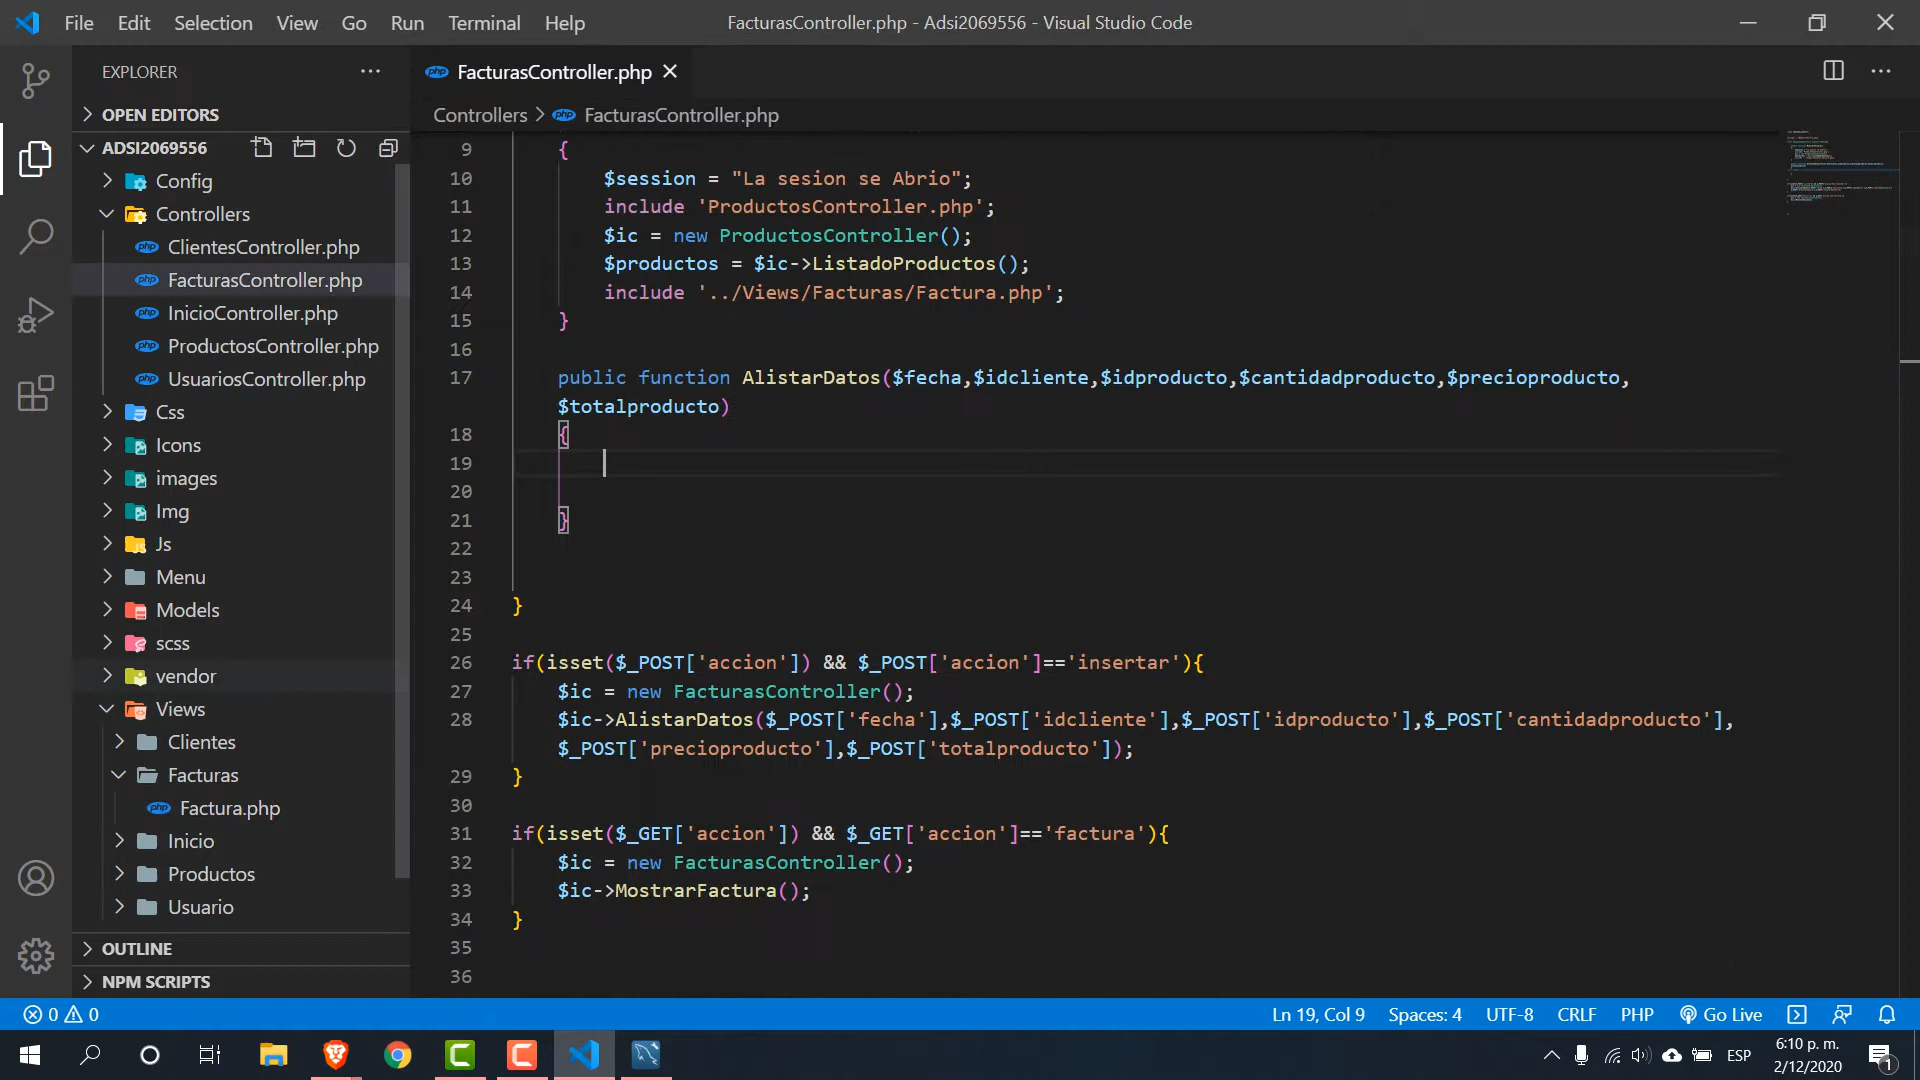 File Edit Selection View Go Run Terminal Help
FacturasController.php - Adsi2069556 - Visual Studio Code
EXPLORER
OPEN EDITORS
ADSI2069556
Config
Controllers
ClientesController.php
FacturasController.php
InicioController.php
ProductosController.php
UsuariosController.php
Css
Icons
images
Img
Js
Menu
Models
scss
vendor
Views
Clientes
Facturas
Factura.php
Inicio
Productos
Usuario
OUTLINE
NPM SCRIPTS
FacturasController.php
Controllers > FacturasController.php
9 {
10 $session = "La sesion se Abrio";
11 include 'ProductosController.php';
12 $ic = new ProductosController();
13 $productos = $ic->ListadoProductos();
14 include '../Views/Facturas/Factura.php';
15 }
16
17 public function AlistarDatos($fecha,$idcliente,$idproducto,$cantidadproducto,$precioproducto,
$totalproducto)
18 {
19
20
21 }
22
23
24 }
25
26 if(isset($_POST['accion']) && $_POST['accion']=='insertar'){
27 $ic = new FacturasController();
28 $ic->AlistarDatos($_POST['fecha'],$_POST['idcliente'],$_POST['idproducto'],$_POST['cantidadproducto'],
$_POST['precioproducto'],$_POST['totalproducto']);
29 }
30
31 if(isset($_GET['accion']) && $_GET['accion']=='factura'){
32 $ic = new FacturasController();
33 $ic->MostrarFactura();
34 }
35
36
0 0
Ln 19, Col 9 Spaces: 4 UTF-8 CRLF PHP Go Live
ESP
6:10 p. m.
2/12/2020
1